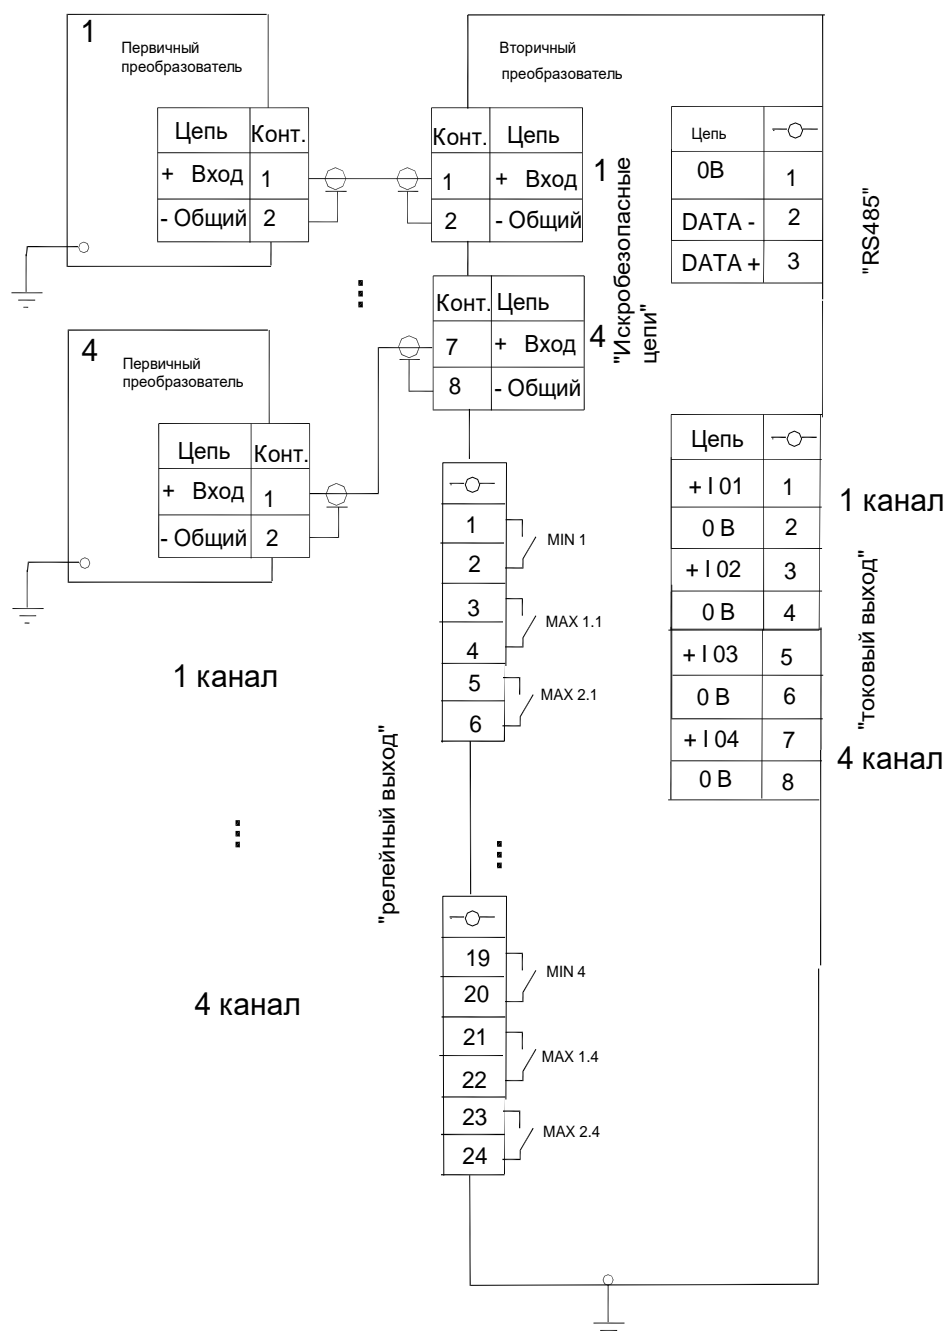 1
Первичный
преобразователь
Цепь Конт.
+ Вход 1
- Общий 2
Вторичный
преобразователь
Конт. Цепь
1 + Вход
2 - Общий
1
Конт. Цепь
7 + Вход
8 - Общий
4
"Искробезопасные
цепи"
Цепь
0В 1
DATA - 2
DATA + 3
"RS485"
4
Первичный
преобразователь
Цепь Конт.
+ Вход 1
- Общий 2
1 канал
4 канал
"релейный выход"
1
2
MIN 1
3
4
MAX 1.1
5
6
MAX 2.1
19
20
MIN 4
21
22
MAX 1.4
23
24
MAX 2.4
Цепь
+ I 01 1
0 В 2
+ I 02 3
0 В 4
+ I 03 5
0 В 6
+ I 04 7
0 В 8
1 канал
"токовый выход"
4 канал